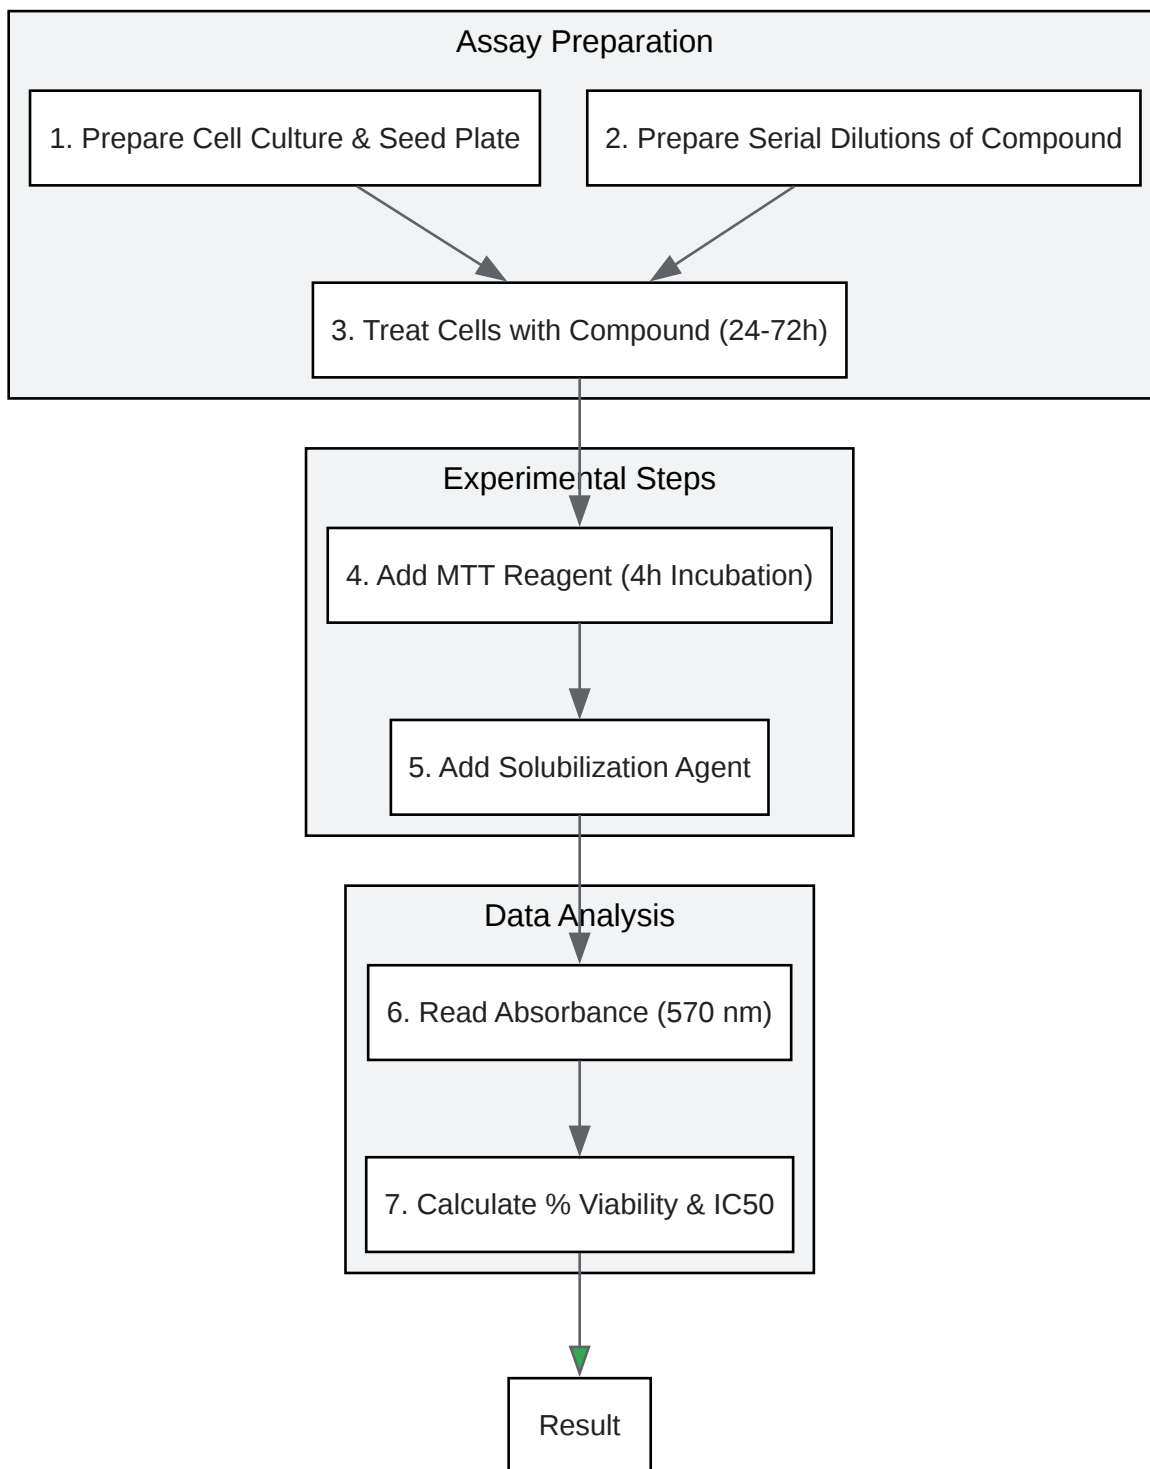 Assay Preparation
1. Prepare Cell Culture & Seed Plate
2. Prepare Serial Dilutions of Compound
3. Treat Cells with Compound (24-72h)
Experimental Steps
4. Add MTT Reagent (4h Incubation)
5. Add Solubilization Agent
Data Analysis
6. Read Absorbance (570 nm)
7. Calculate % Viability & IC50
Result